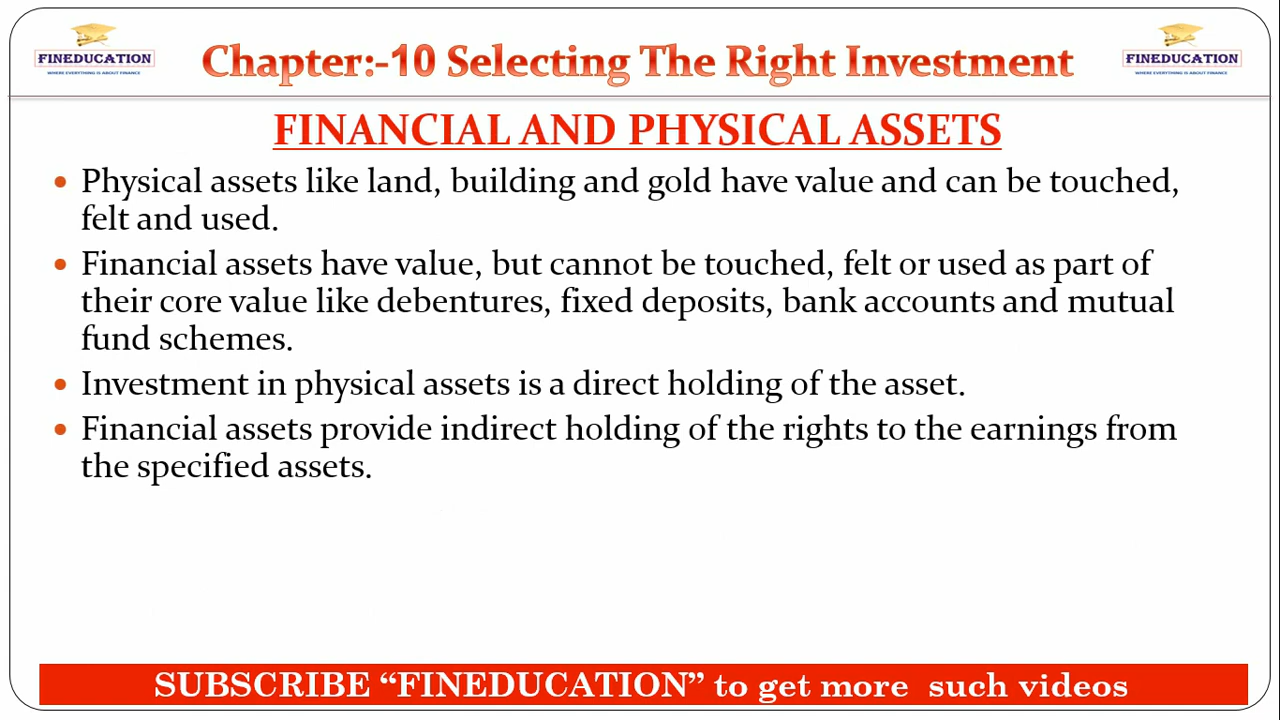 FINEDUCATION
WHERE EVERYTHING IS ABOUT FINANCE
Chapter:-10 Selecting The Right Investment
FINEDUCATION
WHERE EVERYTHING IS ABOUT FINANCE
FINANCIAL AND PHYSICAL ASSETS
• Physical assets like land, building and gold have value and can be touched,
felt and used.
• Financial assets have value, but cannot be touched, felt or used as part of
their core value like debentures, fixed deposits, bank accounts and mutual
fund schemes.
• Investment in physical assets is a direct holding of the asset.
• Financial assets provide indirect holding of the rights to the earnings from
the specified assets.
SUBSCRIBE “FINEDUCATION” to get more such videos